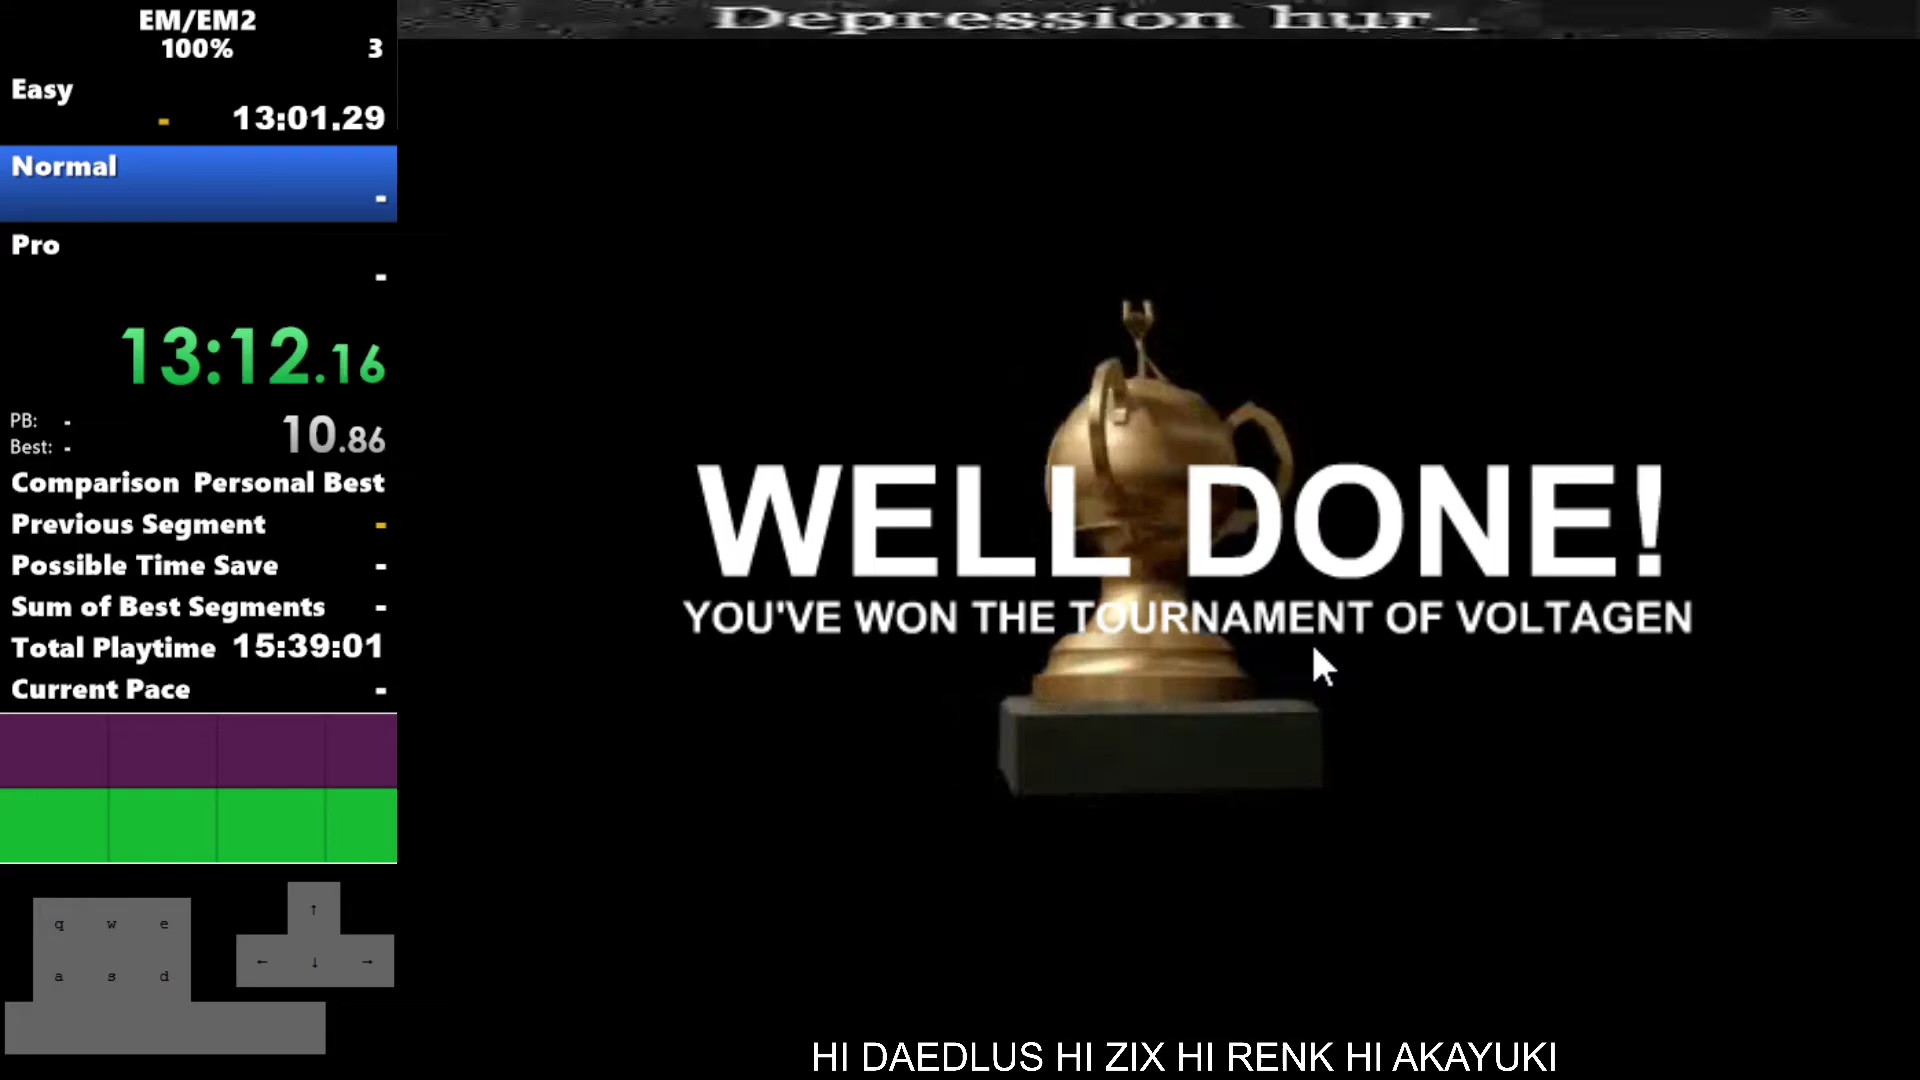 EM/EM2
100% 3
Easy
- 13:01.29
Normal
-
Pro
-
13:12.16
PB: - 10.86
Best: -
Comparison Personal Best
Previous Segment -
Possible Time Save -
Sum of Best Segments -
Total Playtime 15:39:01
Current Pace -
q w e ↑
a s d ← ↓ →
Depression hur_
WELL DONE!
YOU'VE WON THE TOURNAMENT OF VOLTAGEN
HI DAEDLUS HI ZIX HI RENK HI AKAYUKI